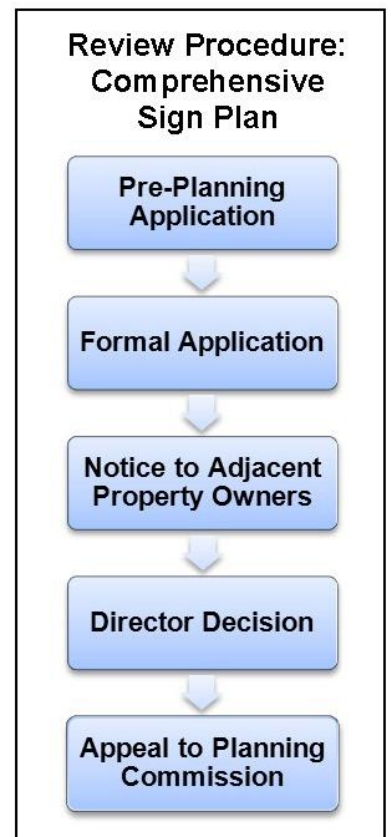 Review Procedure:
Comprehensive
Sign Plan
Pre-Planning
Application
Formal Application
Notice to Adjacent
Property Owners
Director Decision
Appeal to Planning
Commission